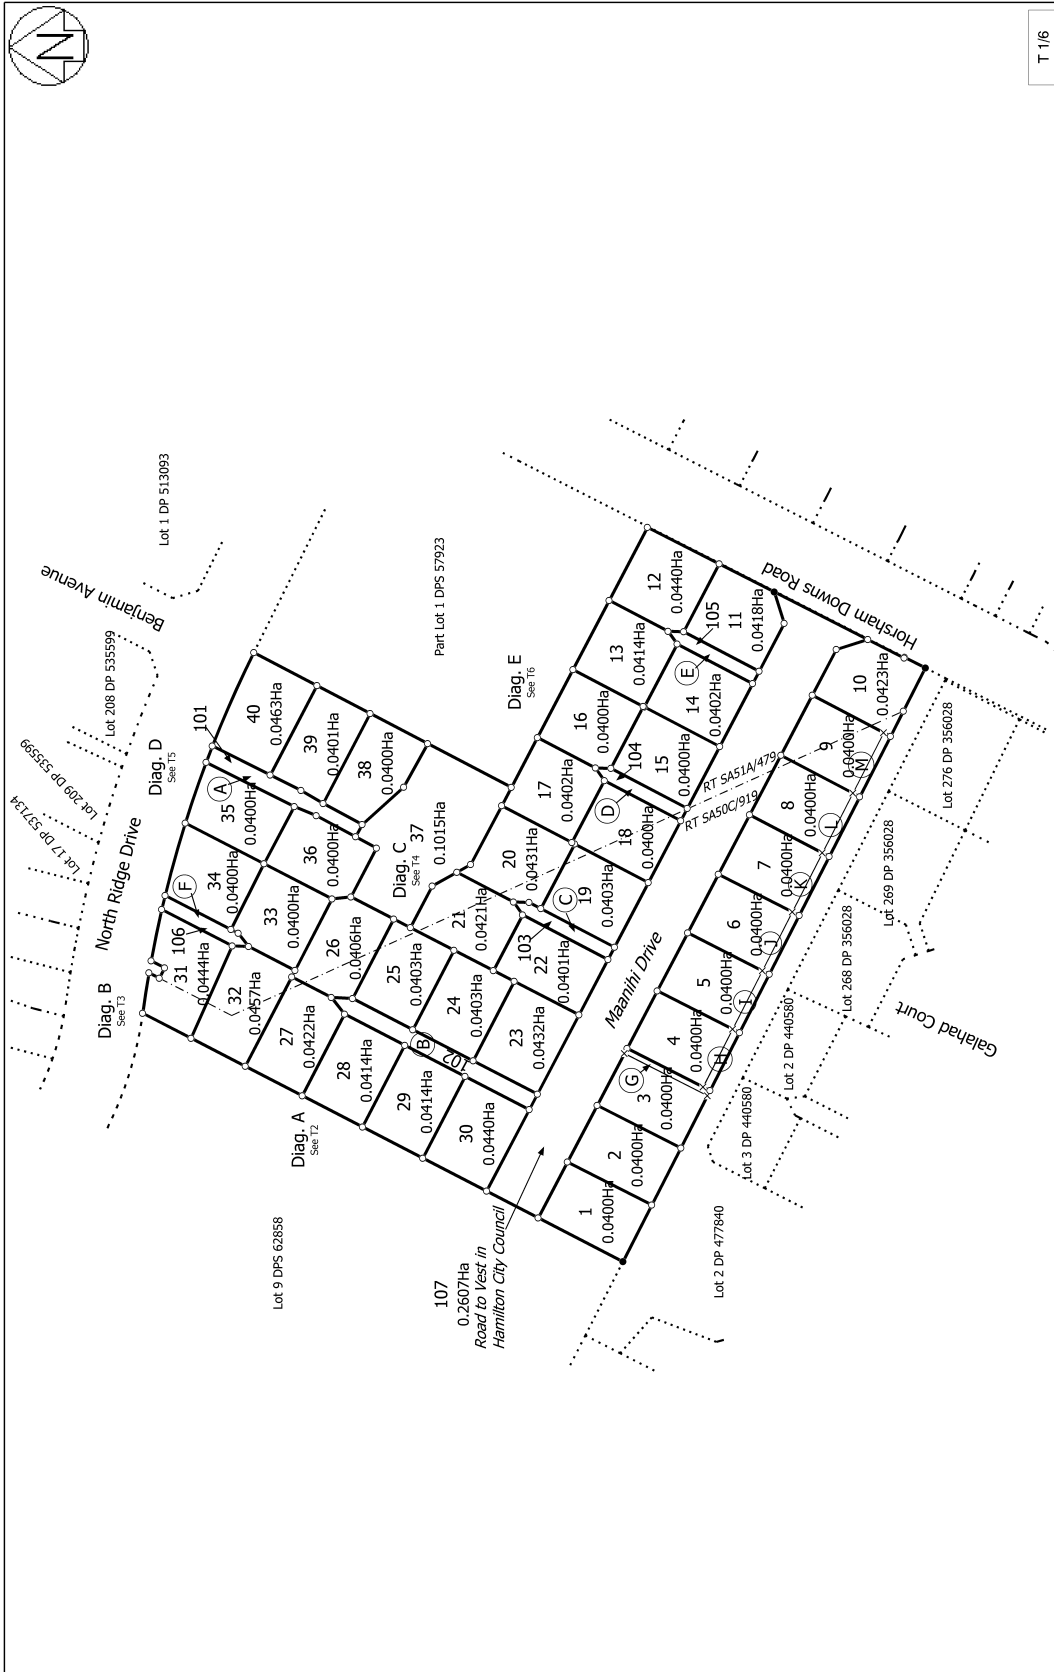 N
T 1/6
Benjamin Avenue
Lot 1 DP 513093
Lot 208 DP 535599
Lot 209 DP 535599
Lot 17 DP 537134
North Ridge Drive
Diag. D
See T5
Diag. B
See T3
101
40
0.0463Ha
39
0.0401Ha
38
0.0400Ha
A
35
0.0400Ha
36
0.0400Ha
F
34
0.0400Ha
33
0.0400Ha
106
31
0.0444Ha
32
0.0457Ha
Part Lot 1 DPS 57923
Diag. C
See T4
37
0.1015Ha
26
0.0406Ha
25
0.0403Ha
24
0.0403Ha
23
0.0432Ha
27
0.0422Ha
28
0.0414Ha
29
0.0414Ha
30
0.0440Ha
B
102
Diag. A
See T2
Lot 9 DPS 62858
Diag. E
See T6
12
0.0440Ha
13
0.0414Ha
105
11
0.0418Ha
E
14
0.0402Ha
16
0.0400Ha
104
15
0.0400Ha
17
0.0402Ha
D
18
0.0400Ha
20
0.0431Ha
19
0.0403Ha
C
21
0.0421Ha
103
22
0.0401Ha
RT SA51A/479
RT SA50C/919
Horsham Downs Road
Maanihi Drive
107
0.2607Ha
Road to Vest in
Hamilton City Council
1
0.0400Ha
2
0.0400Ha
3
0.0400Ha
G
4
0.0400Ha
5
0.0400Ha
6
0.0400Ha
7
0.0400Ha
8
0.0400Ha
9
0.0400Ha
10
0.0423Ha
H
I
J
K
L
M
Lot 276 DP 356028
Lot 269 DP 356028
Lot 268 DP 356028
Galahad Court
Lot 2 DP 440580
Lot 3 DP 440580
Lot 2 DP 477840